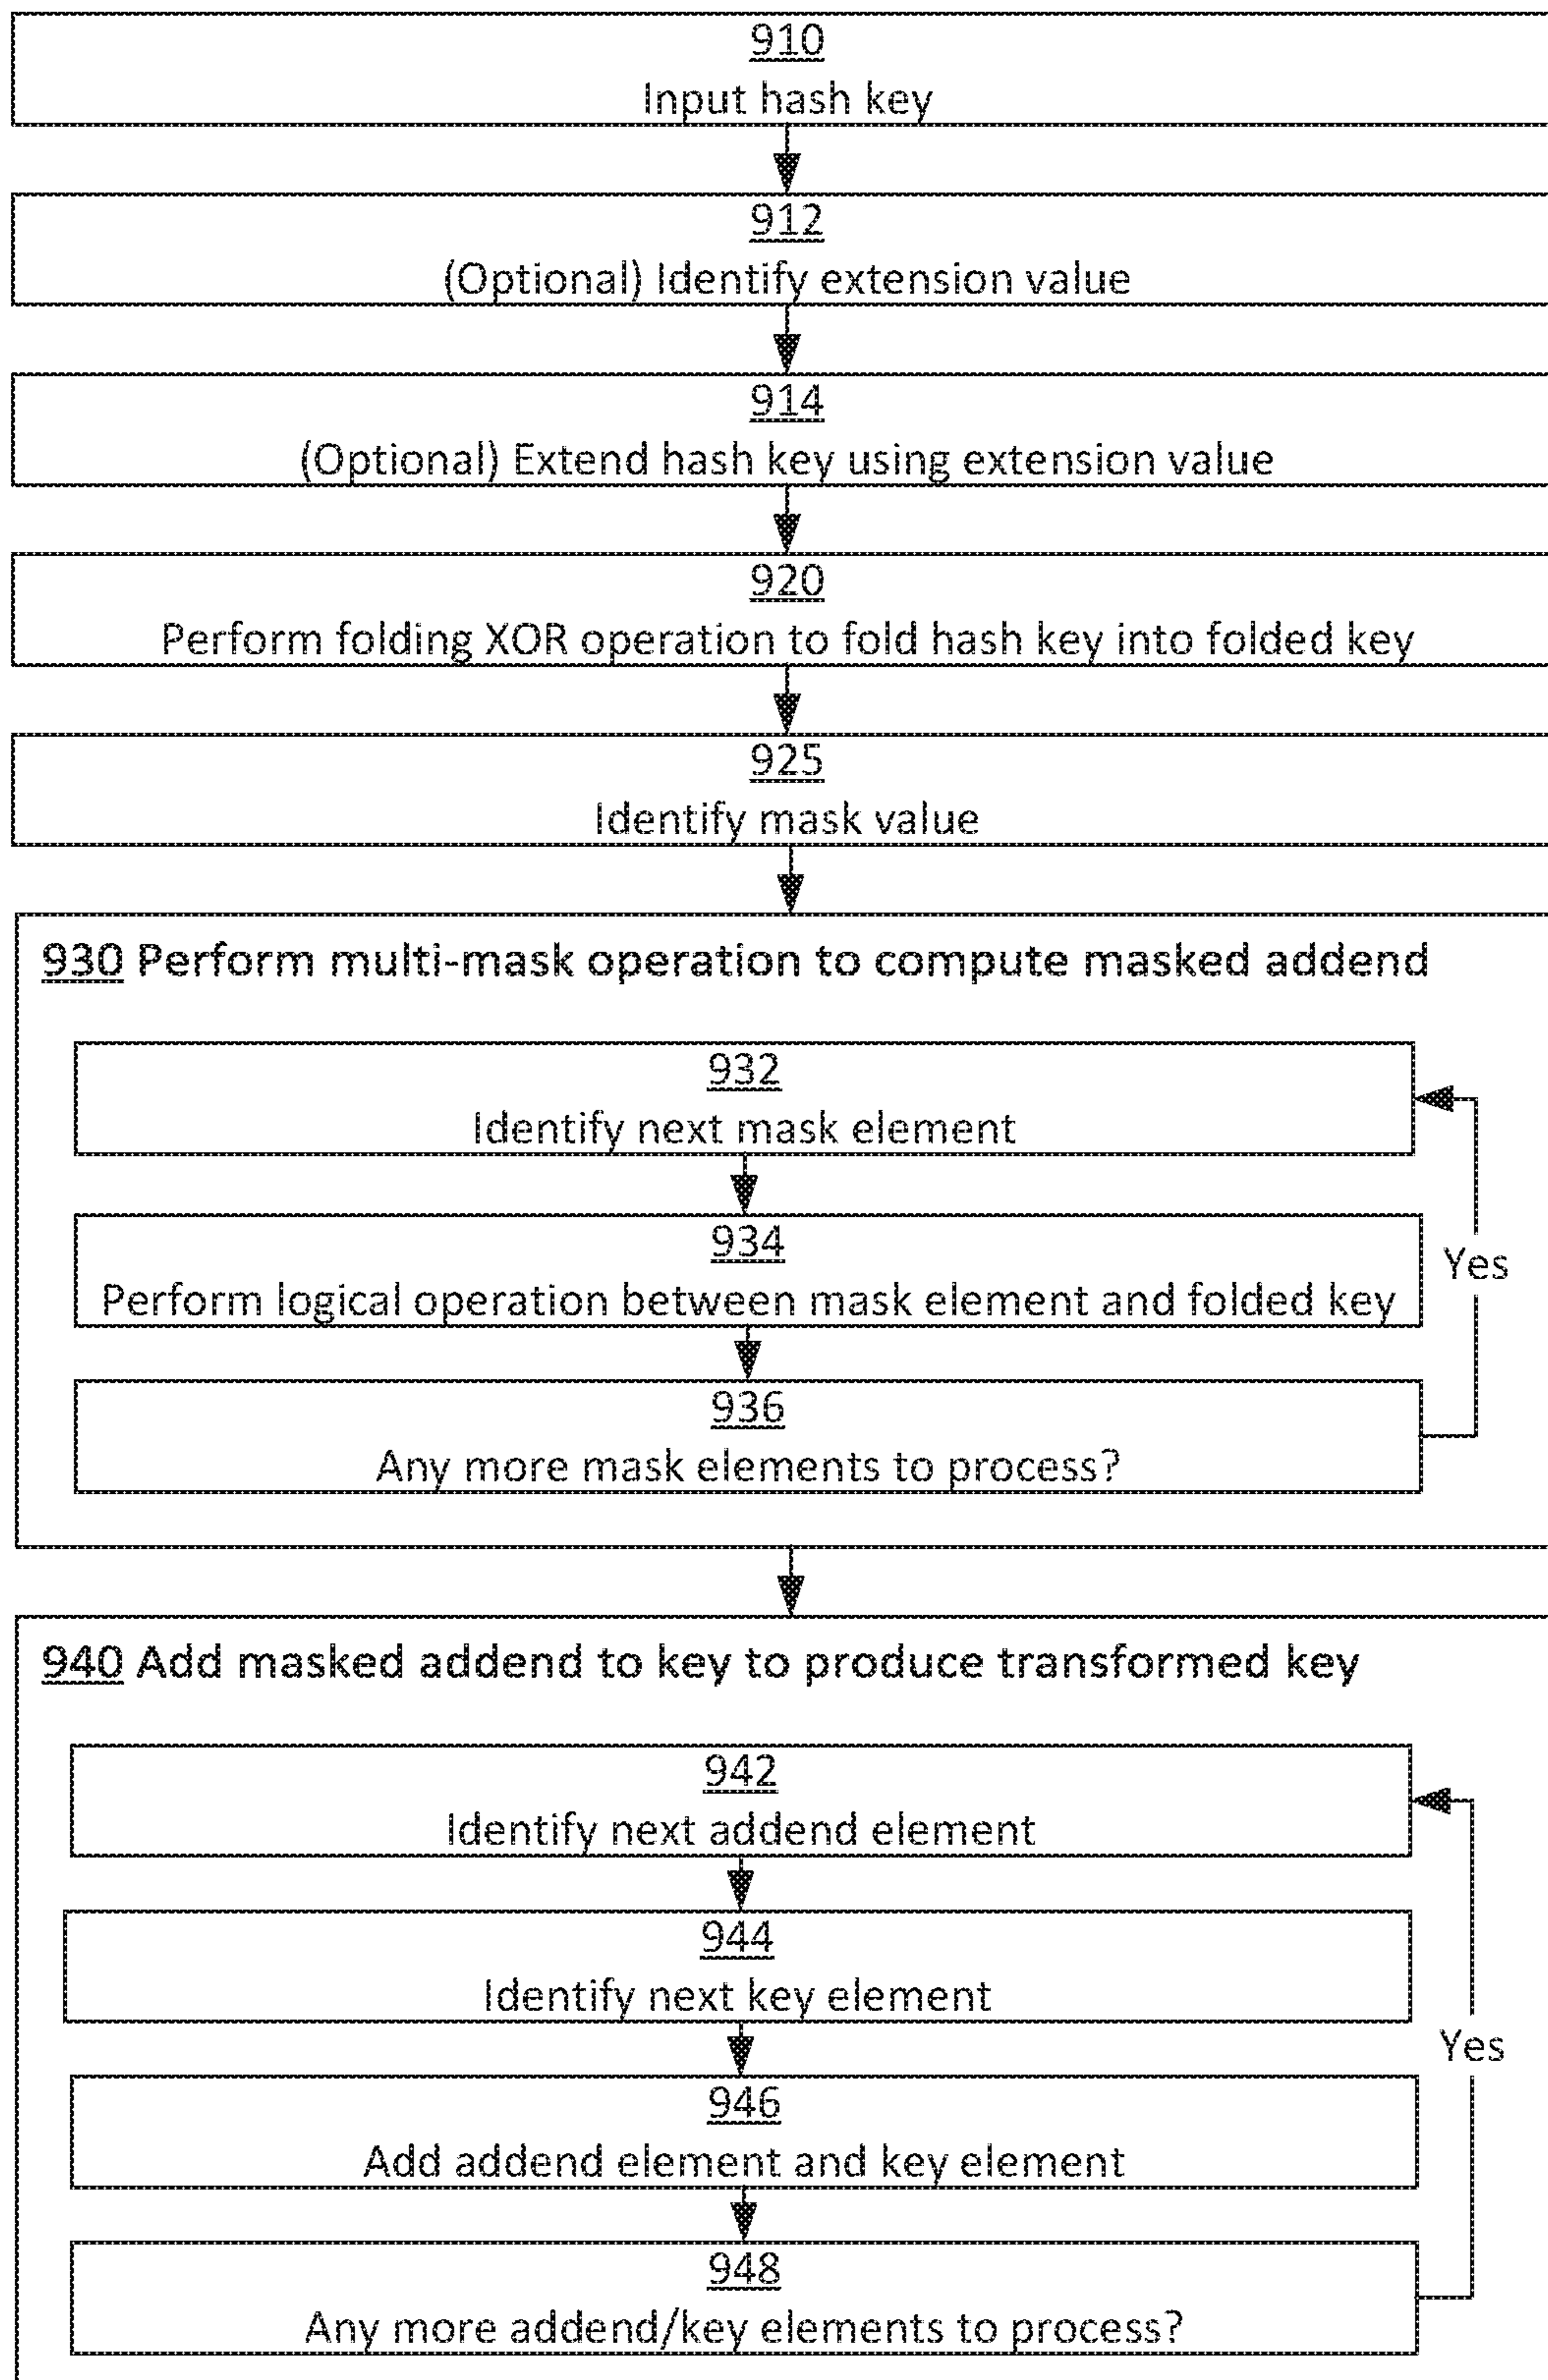 910
Input hash key
912
(Optional) Identify extension value
914
(Optional) Extend hash key using extension value
920
Perform folding XOR operation to fold hash key into folded key
925
Identify mask value
930 Perform multi-mask operation to compute masked addend
932
Identify next mask element
934
Perform logical operation between mask element and folded key
Yes
936
Any more mask elements to process?
940 Add masked addend to key to produce transformed key
942
Identify next addend element
944
Identify next key element
Yes
946
Add addend element and key element
948
Any more addend/key elements to process?